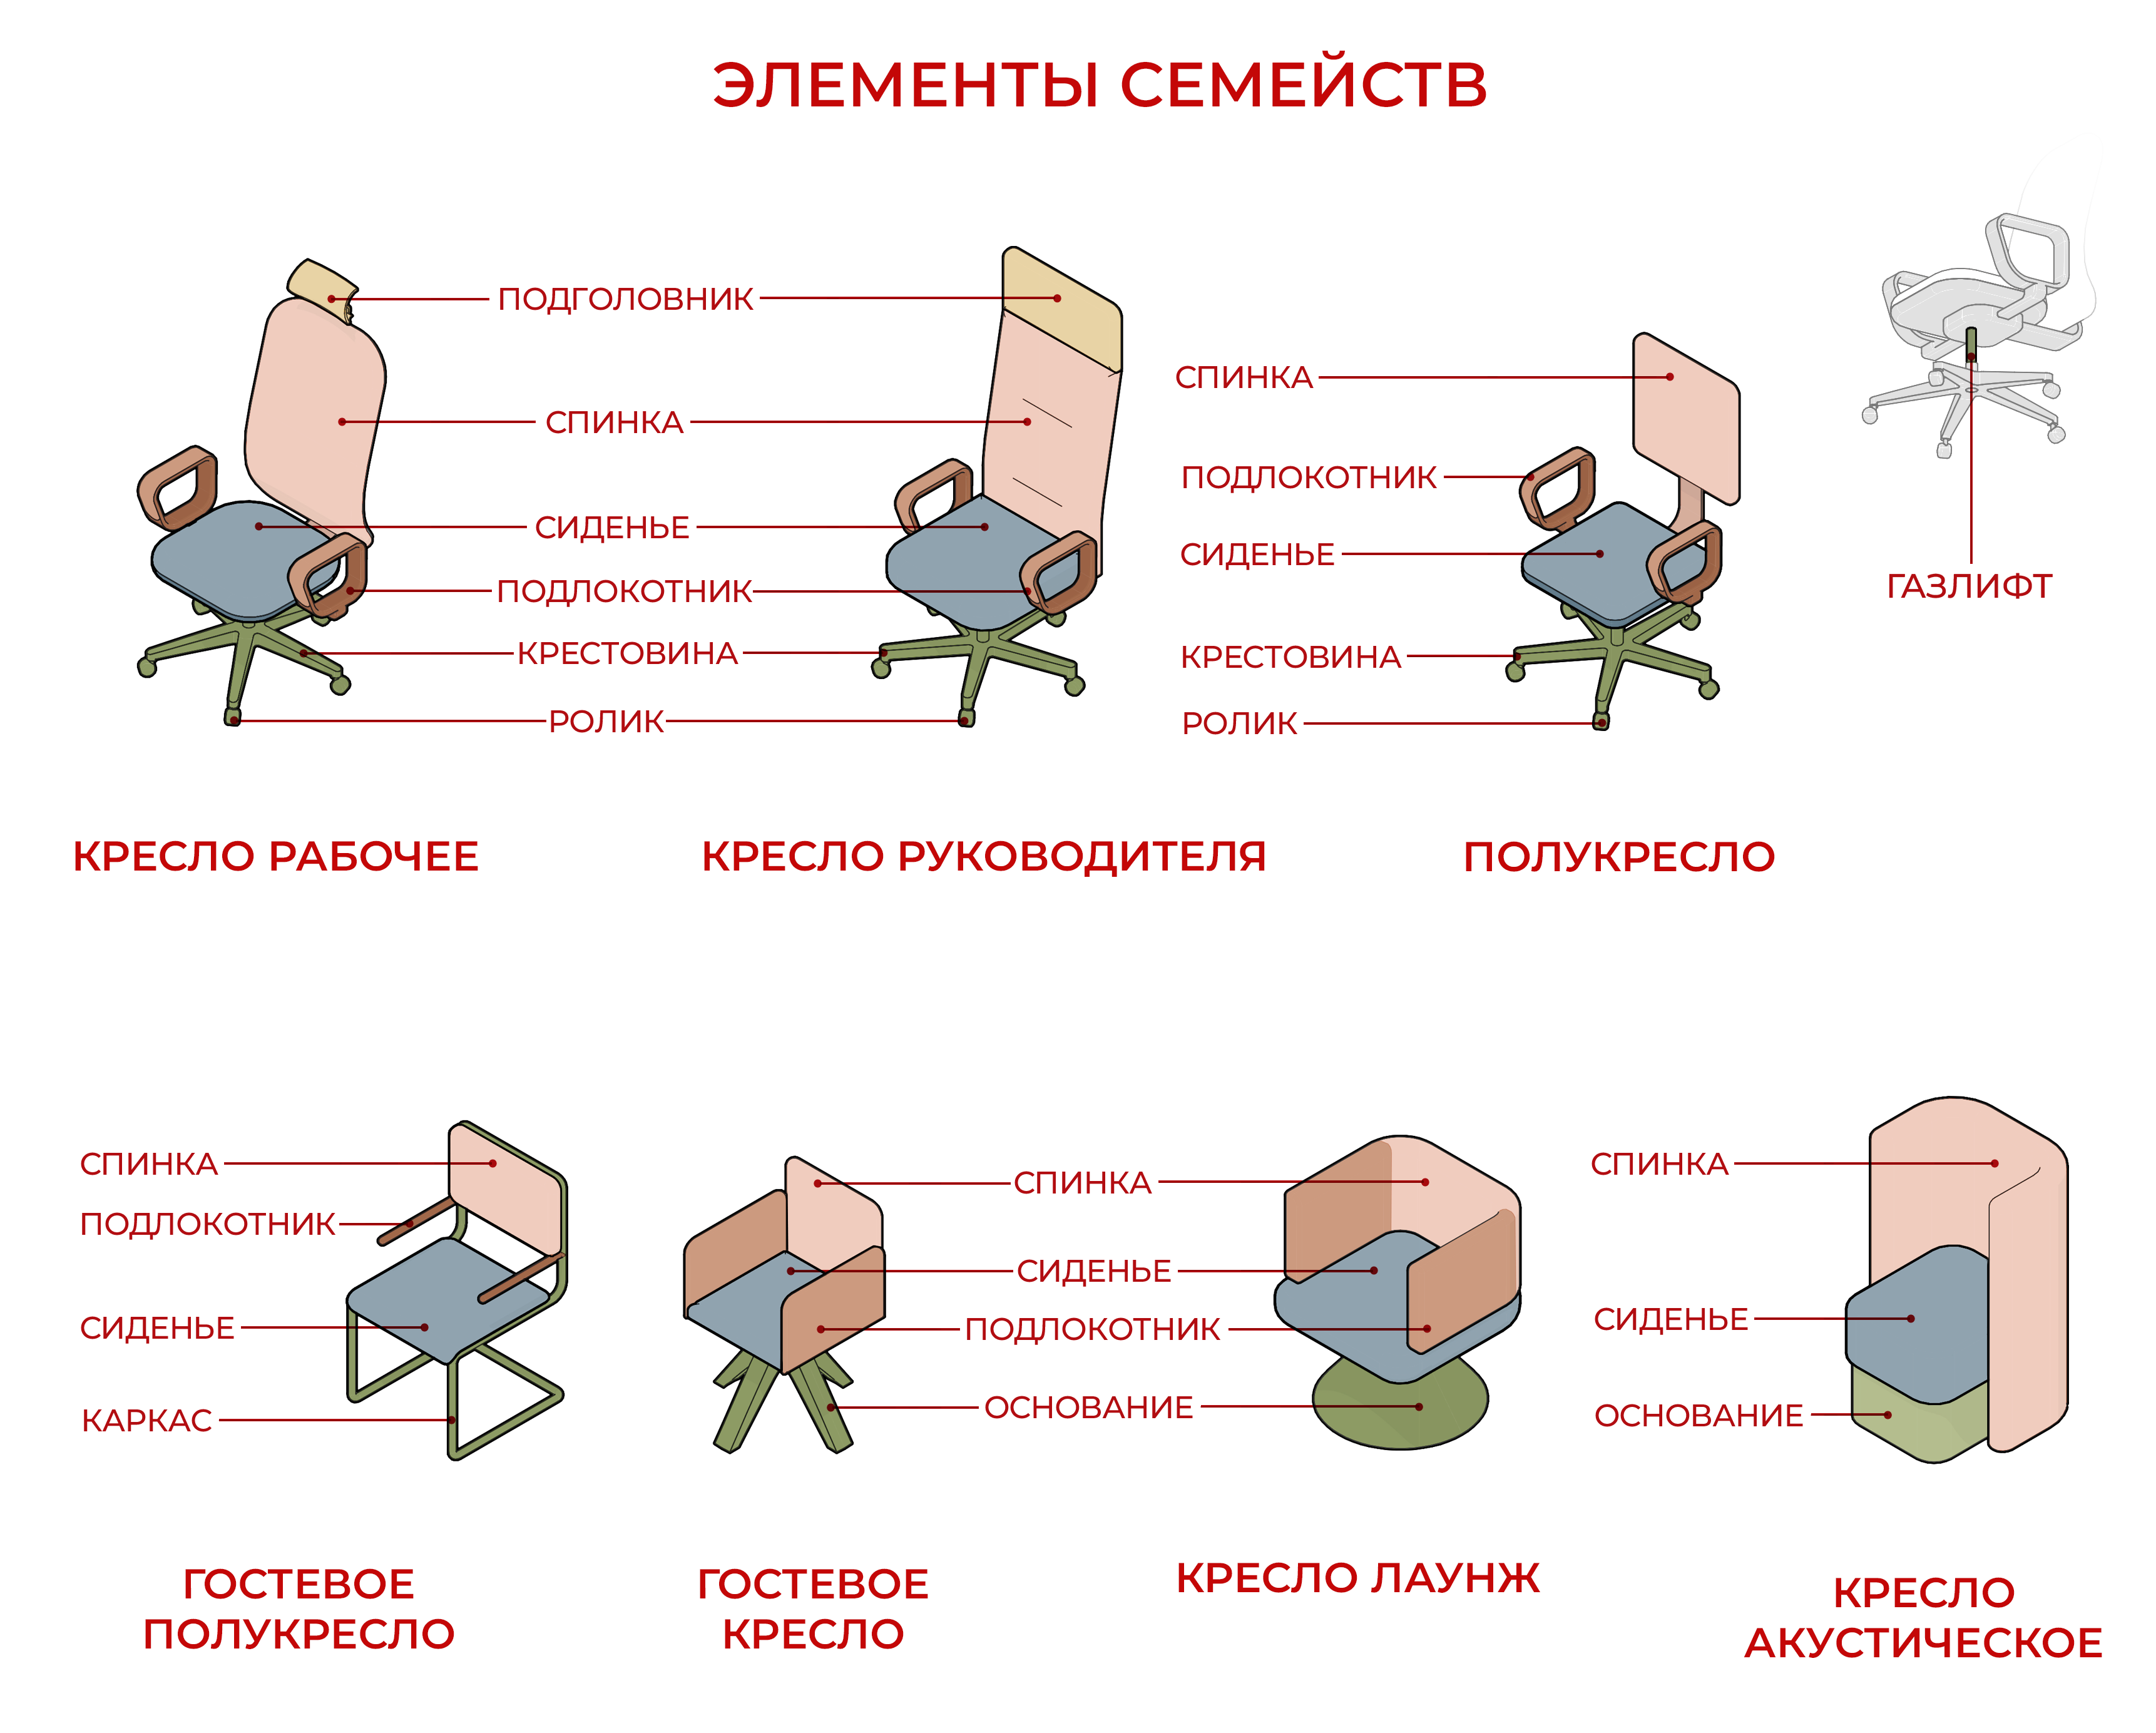 ЭЛЕМЕНТЫ СЕМЕЙСТВ
ПОДГОЛОВНИК
СПИНКА
СИДЕНЬЕ
ПОДЛОКОТНИК
КРЕСТОВИНА
РОЛИК
СПИНКА
ПОДЛОКОТНИК
СИДЕНЬЕ
КРЕСТОВИНА
РОЛИК
ГАЗЛИФТ
КРЕСЛО РАБОЧЕЕ
КРЕСЛО РУКОВОДИТЕЛЯ
ПОЛУКРЕСЛО
СПИНКА
ПОДЛОКОТНИК
СИДЕНЬЕ
КАРКАС
СПИНКА
СИДЕНЬЕ
ПОДЛОКОТНИК
ОСНОВАНИЕ
СПИНКА
СИДЕНЬЕ
ОСНОВАНИЕ
ГОСТЕВОЕ
ПОЛУКРЕСЛО
ГОСТЕВОЕ
КРЕСЛО
КРЕСЛО ЛАУНЖ
КРЕСЛО
АКУСТИЧЕСКОЕ